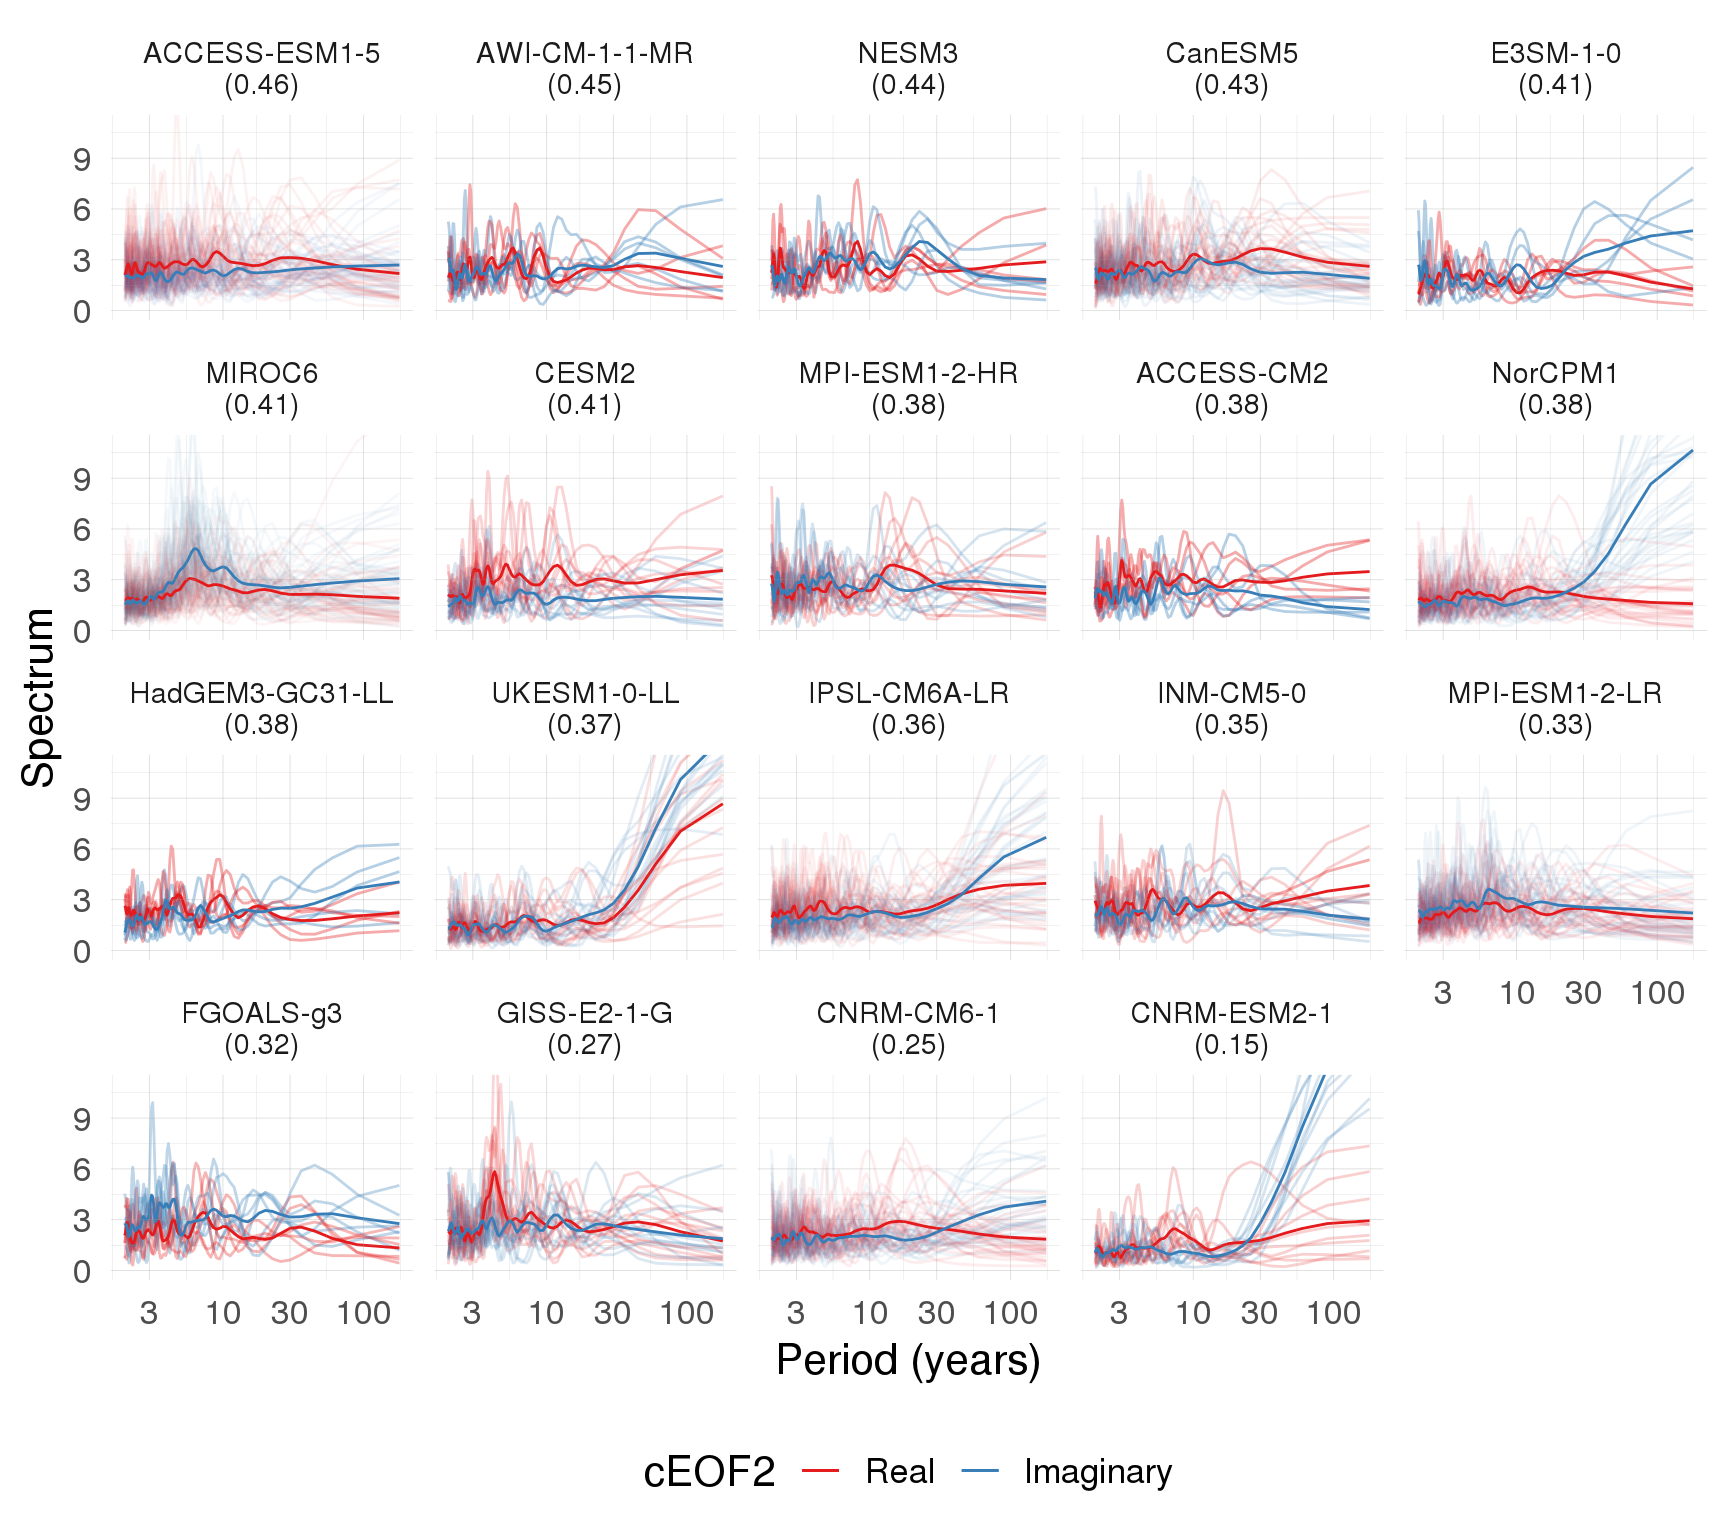 ACCESS-ESM1-5 AWI-CM-1-1-MR NESM3 CanESM5 E3SM-1-0
(0.46) (0.45) (0.44) (0.43) (0.41)
9
6
3
0
MIROC6 CESM2 MPI-ESM1-2-HR ACCESS-CM2 NorCPM1
(0.41) (0.41) (0.38) (0.38) (0.38)
9
6
3
0
Spectrum
HadGEM3-GC31-LL UKESM1-0-LL IPSL-CM6A-LR INM-CM5-0 MPI-ESM1-2-LR
(0.38) (0.37) (0.36) (0.35) (0.33)
9
6
3
0
3 10 30 100
FGOALS-g3 GISS-E2-1-G CNRM-CM6-1 CNRM-ESM2-1
(0.32) (0.27) (0.25) (0.15)
9
6
3
0
3 10 30 100 3 10 30 100 3 10 30 100 3 10 30 100
Period (years)
cEOF2 Real Imaginary